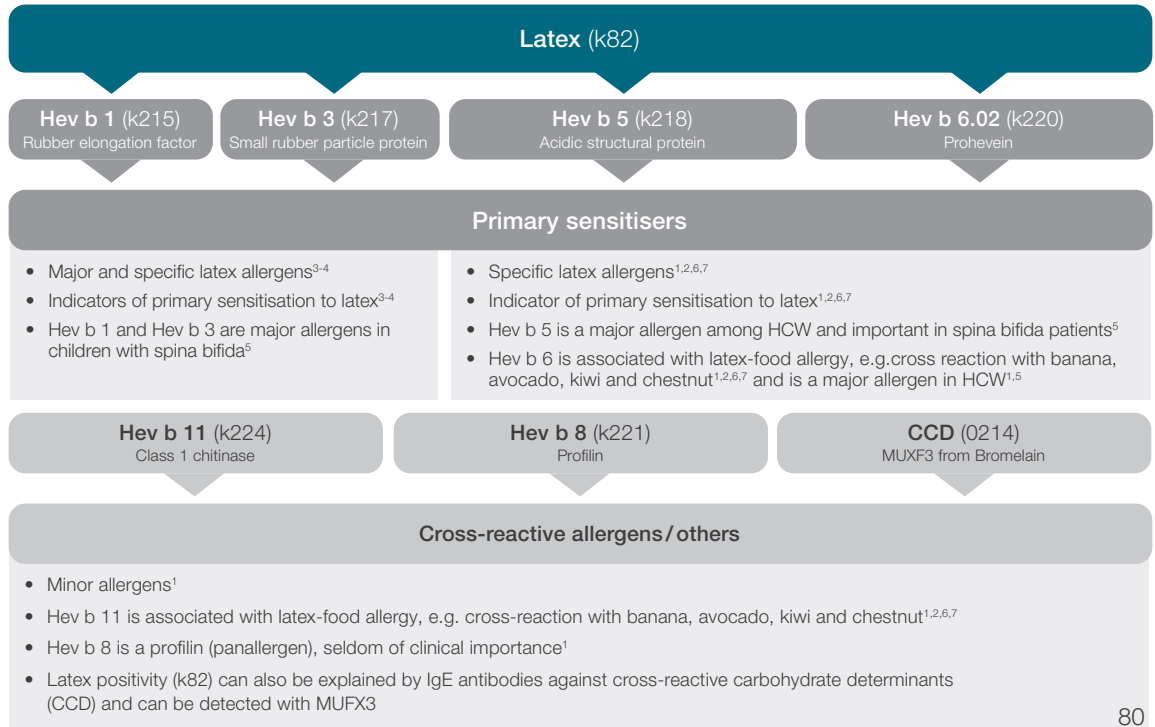 Latex (k82)
Hev b 1 (k215)
Rubber elongation factor
Hev b 3 (k217)
Small rubber particle protein
Hev b 5 (k218)
Acidic structural protein
Hev b 6.02 (k220)
Prohevein
Primary sensitisers
• Major and specific latex allergens3-4
• Indicators of primary sensitisation to latex3-4
• Hev b 1 and Hev b 3 are major allergens in
children with spina bifida5
• Specific latex allergens1,2,6,7
• Indicator of primary sensitisation to latex1,2,6,7
• Hev b 5 is a major allergen among HCW and important in spina bifida patients5
• Hev b 6 is associated with latex-food allergy, e.g.cross reaction with banana,
avocado, kiwi and chestnut1,2,6,7 and is a major allergen in HCW1,5
Hev b 11 (k224)
Class 1 chitinase
Hev b 8 (k221)
Profilin
CCD (0214)
MUXF3 from Bromelain
Cross-reactive allergens/others
• Minor allergens1
• Hev b 11 is associated with latex-food allergy, e.g. cross-reaction with banana, avocado, kiwi and chestnut1,2,6,7
• Hev b 8 is a profilin (panallergen), seldom of clinical importance1
• Latex positivity (k82) can also be explained by IgE antibodies against cross-reactive carbohydrate determinants
(CCD) and can be detected with MUFX3
80